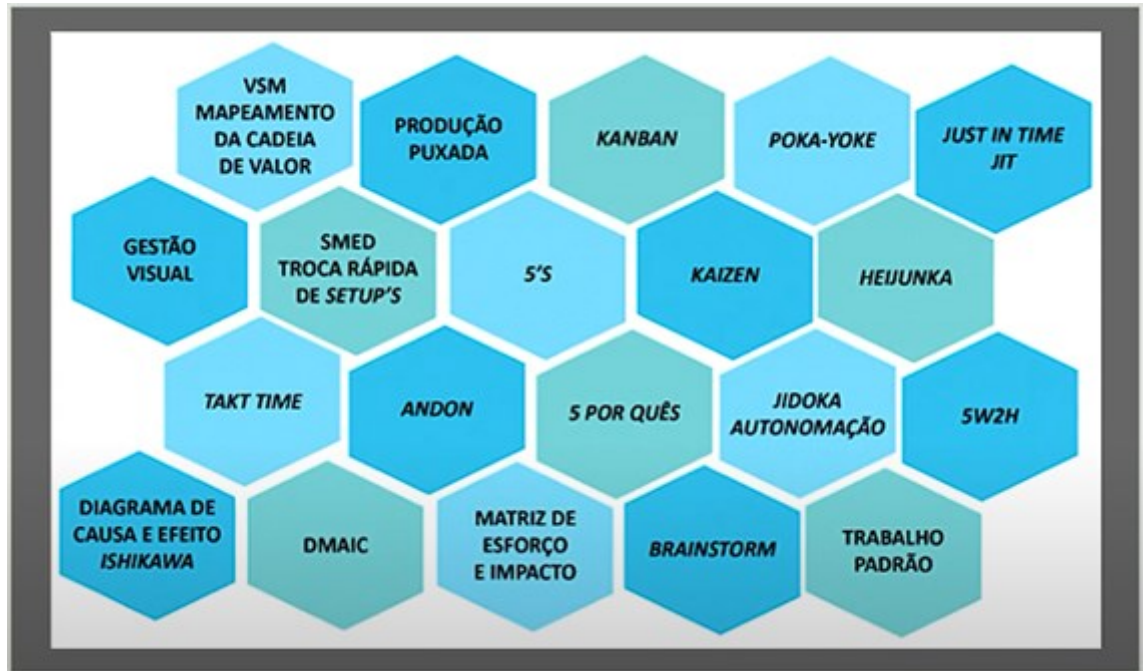 VSM
MAPEAMENTO
DA CADEIA
DE VALOR
PRODUÇÃO
PUXADA
KANBAN
POKA-YOKE
JUST IN TIME
JIT
GESTÃO
VISUAL
SMED
TROCA RÁPIDA
DE SETUP'S
5'S
KAIZEN
HEIJUNKA
TAKT TIME
ANDON
5 POR QUÊS
JIDOKA
AUTONOMAÇÃO
5W2H
DIAGRAMA DE
CAUSA E EFEITO
ISHIKAWA
DMAIC
MATRIZ DE
ESFORÇO
E IMPACTO
BRAINSTORM
TRABALHO
PADRÃO